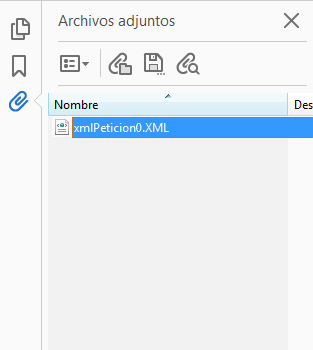 Archivos adjuntos
Nombre
Des
xmlPeticion0.XML